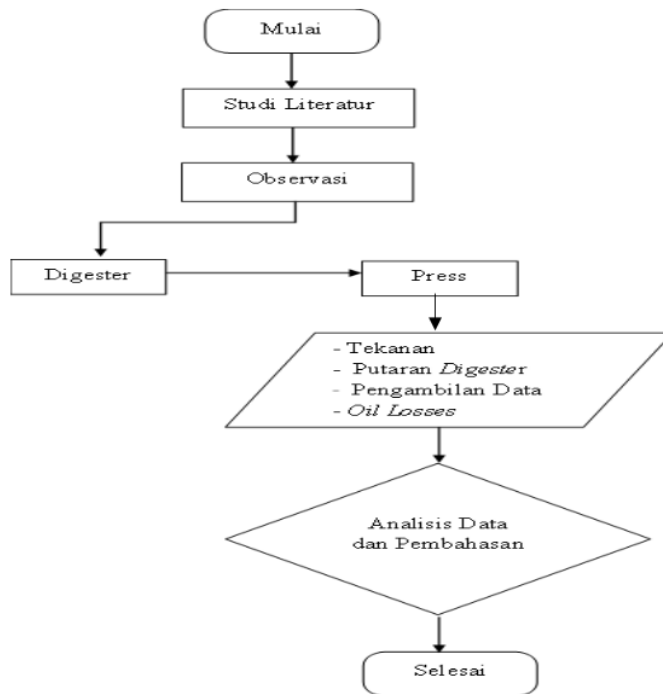 Mulai
Studi Literatur
Observasi
Digester
Press
- Tekanan
- Putaran Digester
- Pengambilan Data
- Oil Losses
Analisis Data
dan Pembahasan
Selesai